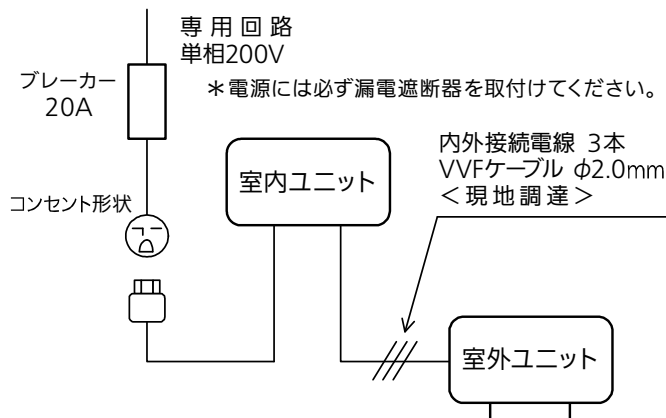 専用回路
単相200V
ブレーカー
20A
＊電源には必ず漏電遮断器を取付けてください。
内外接続電線 3本
VVFケーブル φ2.0mm
＜現地調達＞
室内ユニット
コンセント形状
室外ユニット